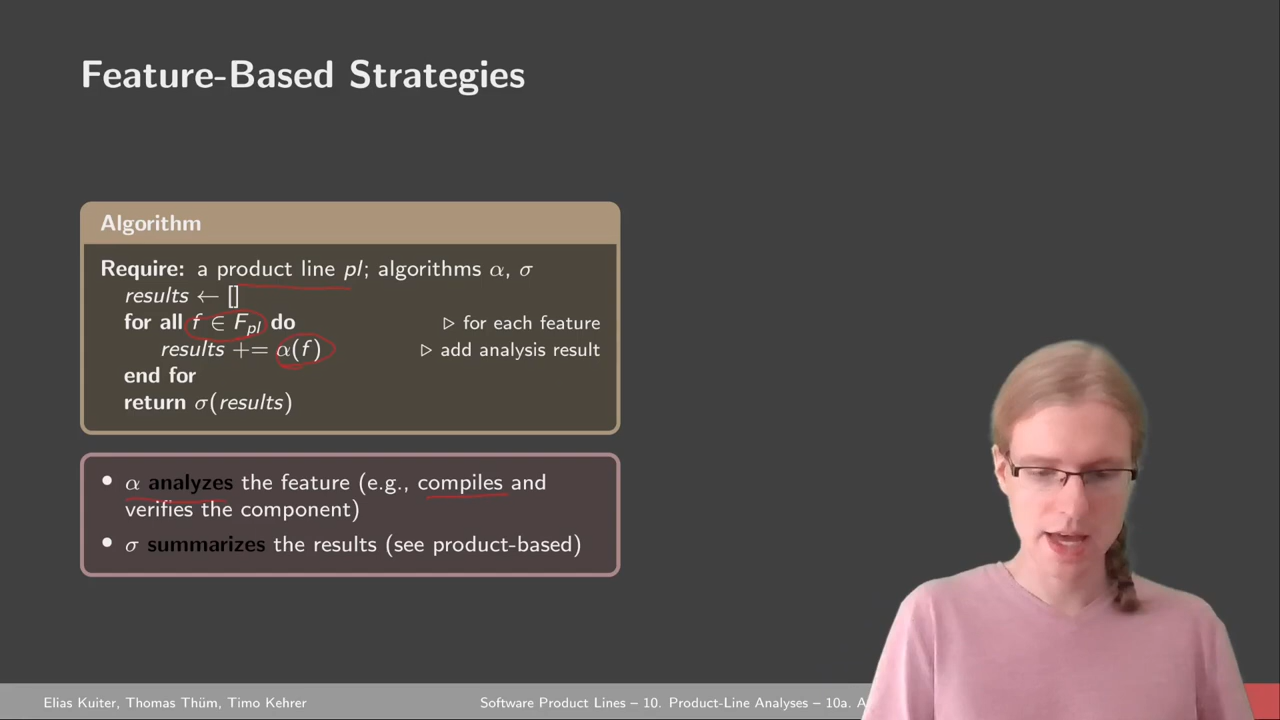 Feature-Based Strategies
Algorithm
Require: a product line pl; algorithms α, σ
results ← []
for all f ∈ F_pl do ▷ for each feature
results += α(f) ▷ add analysis result
end for
return σ(results)
• α analyzes the feature (e.g., compiles and
verifies the component)
• σ summarizes the results (see product-based)
Elias Kuiter, Thomas Thüm, Timo Kehrer Software Product Lines – 10. Product-Line Analyses – 10a. A